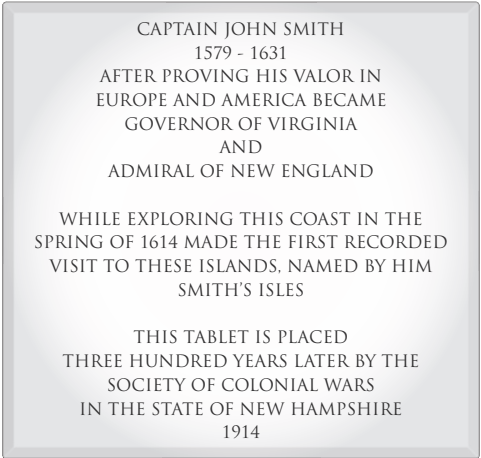 CAPTAIN JOHN SMITH
1579 - 1631
AFTER PROVING HIS VALOR IN
EUROPE AND AMERICA BECAME
GOVERNOR OF VIRGINIA
AND
ADMIRAL OF NEW ENGLAND
WHILE EXPLORING THIS COAST IN THE
SPRING OF 1614 MADE THE FIRST RECORDED
VISIT TO THESE ISLANDS, NAMED BY HIM
SMITH'S ISLES
THIS TABLET IS PLACED
THREE HUNDRED YEARS LATER BY THE
SOCIETY OF COLONIAL WARS
IN THE STATE OF NEW HAMPSHIRE
1914